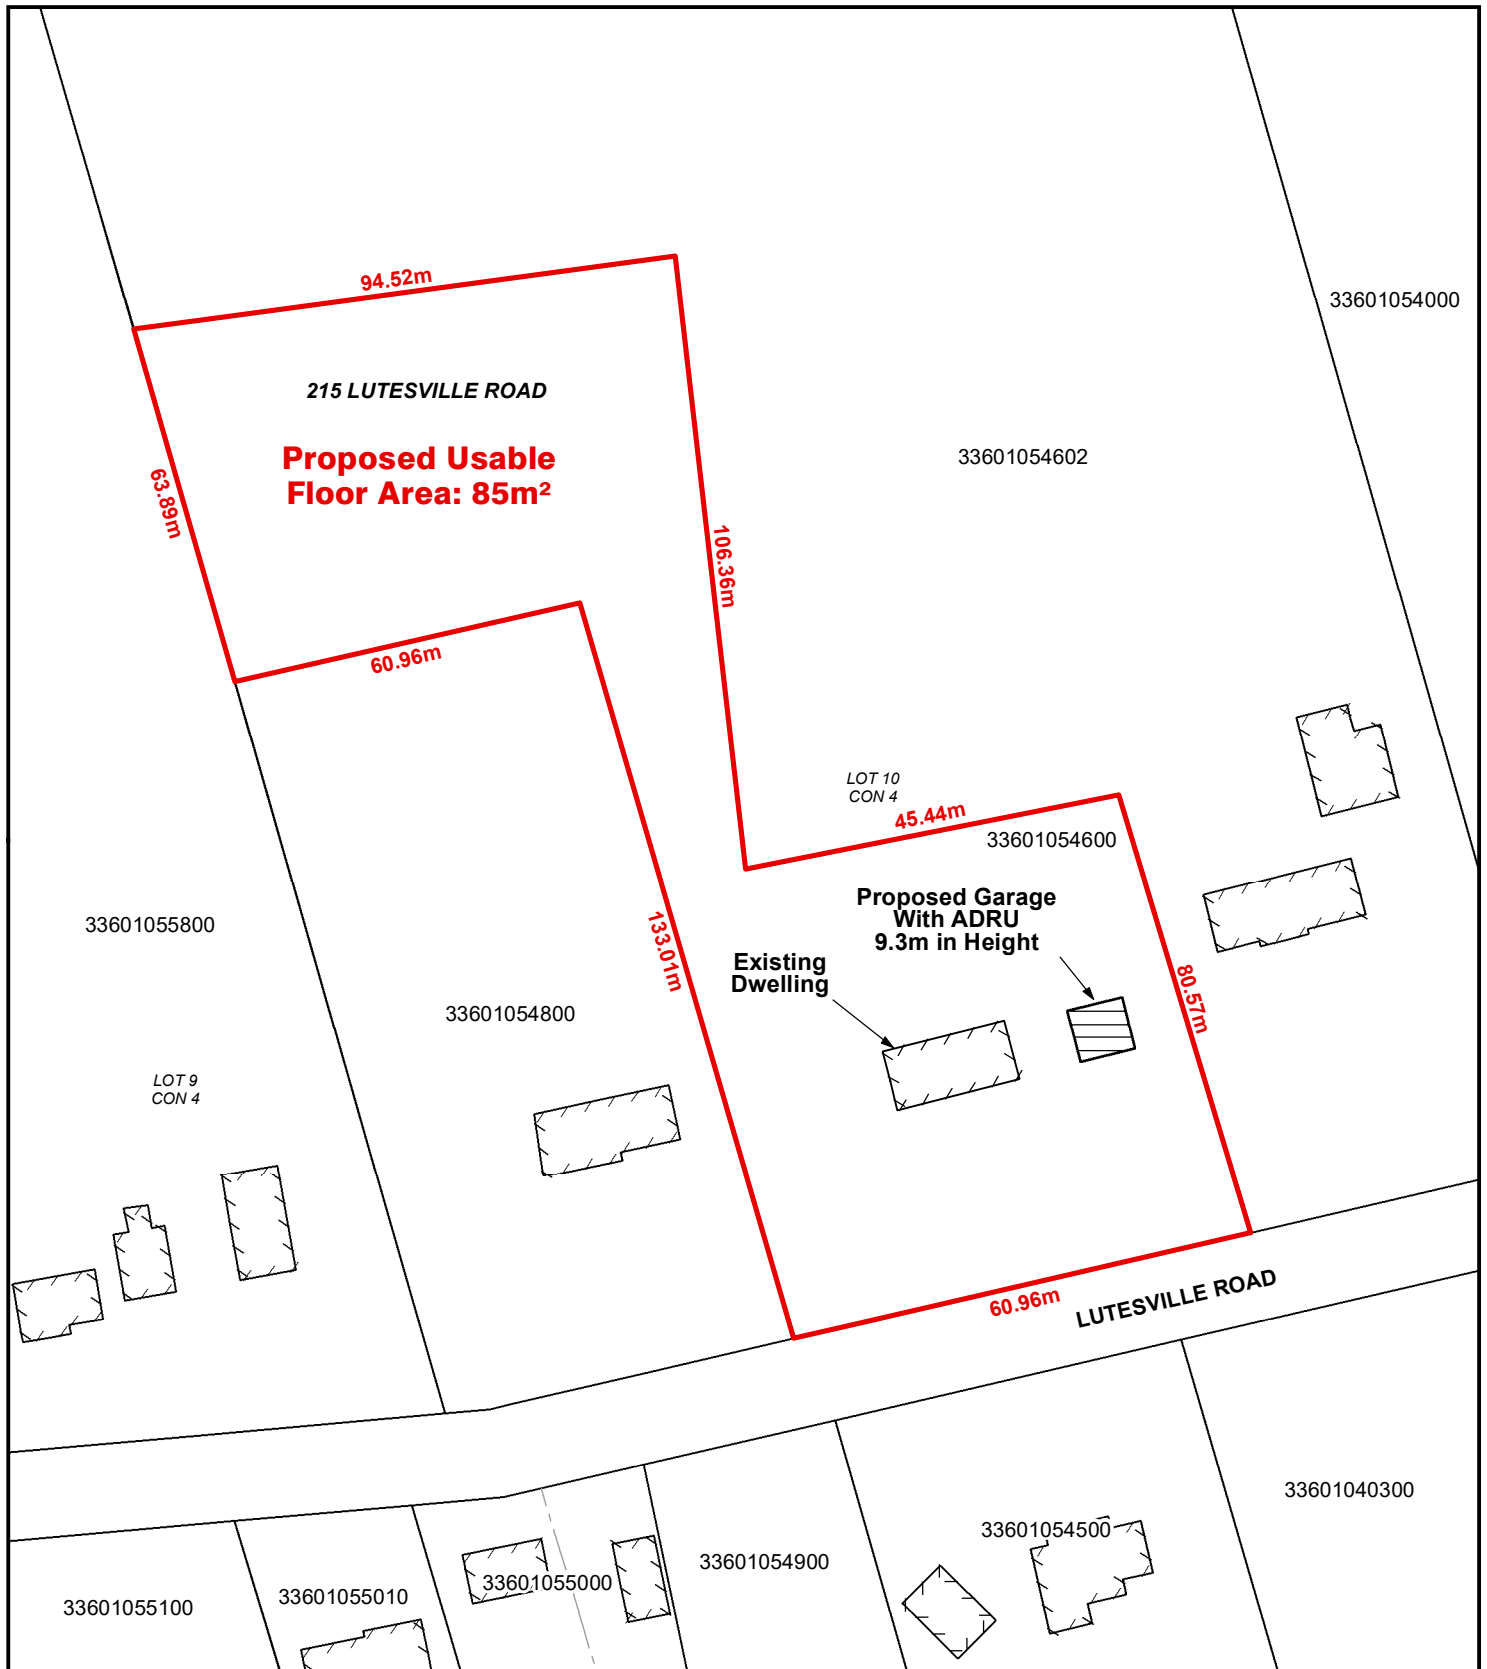 94.52m
33601054000
215 LUTESVILLE ROAD
Proposed Usable
Floor Area: 85m²
33601054602
63.89m
106.36m
60.96m
LOT 10
CON 4
45.44m
33601054600
Proposed Garage
With ADRU
9.3m in Height
33601055800
133.01m
Existing
Dwelling
80.57m
33601054800
LOT 9
CON 4
60.96m
LUTESVILLE ROAD
33601040300
33601054500
33601054900
33601055000
33601055010
33601055100